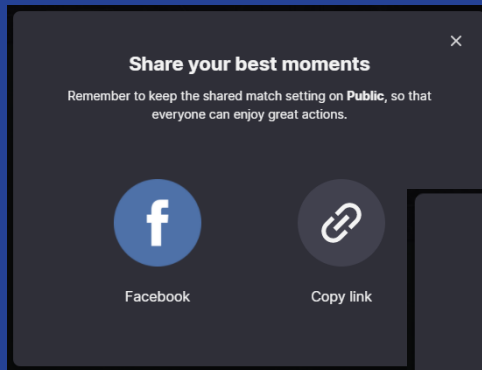 Share your best moments
Remember to keep the shared match setting on Public, so that
everyone can enjoy great actions.
Facebook
Copy link